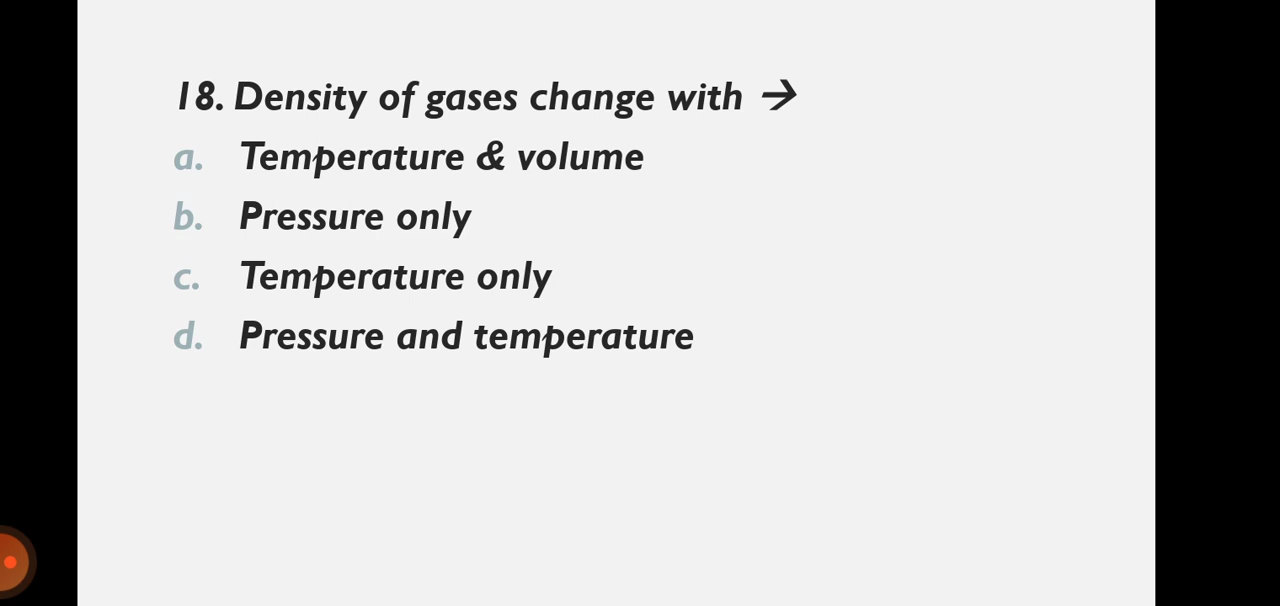 18. Density of gases change with →
a. Temperature & volume
b. Pressure only
c. Temperature only
d. Pressure and temperature